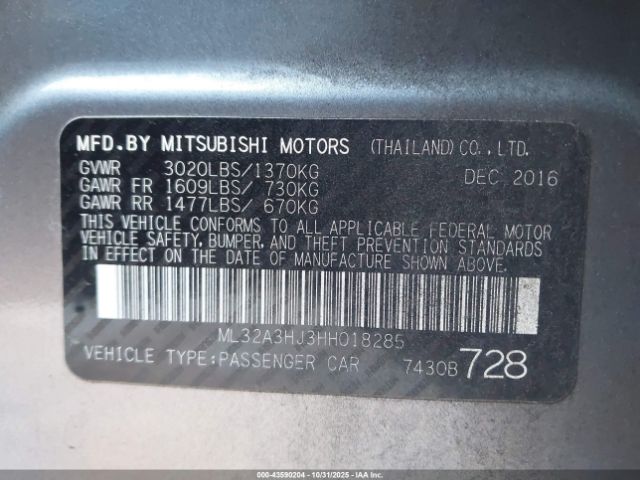 MFD.BY MITSUBISHI MOTORS (THAILAND) CO.,LTD.
GVWR 3020LBS/1370KG DEC 2016
GAWR FR 1609LBS/ 730KG
GAWR RR 1477LBS/ 670KG
THIS VEHICLE CONFORMS TO ALL APPLICABLE FEDERAL MOTOR
VEHICLE SAFETY, BUMPER, AND THEFT PREVENTION STANDARDS
IN EFFECT ON THE DATE OF MANUFACTURE SHOWN ABOVE.
ML32A3HJ3HH018285
VEHICLE TYPE:PASSENGER CAR 7430B 728
000-43590204 - 10/31/2025 - IAA Inc. - All Rights Reserved.